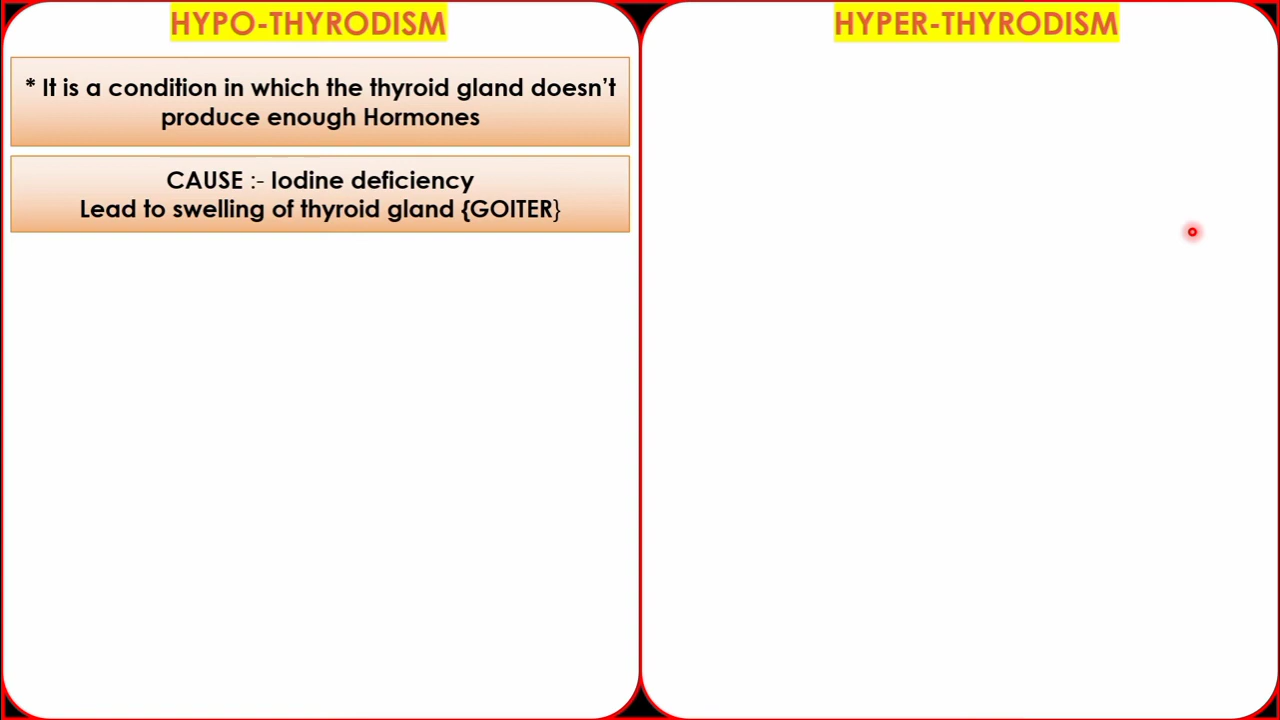 HYPO-THYRODISM
* It is a condition in which the thyroid gland doesn’t
produce enough Hormones
CAUSE :- Iodine deficiency
Lead to swelling of thyroid gland {GOITER}
HYPER-THYRODISM